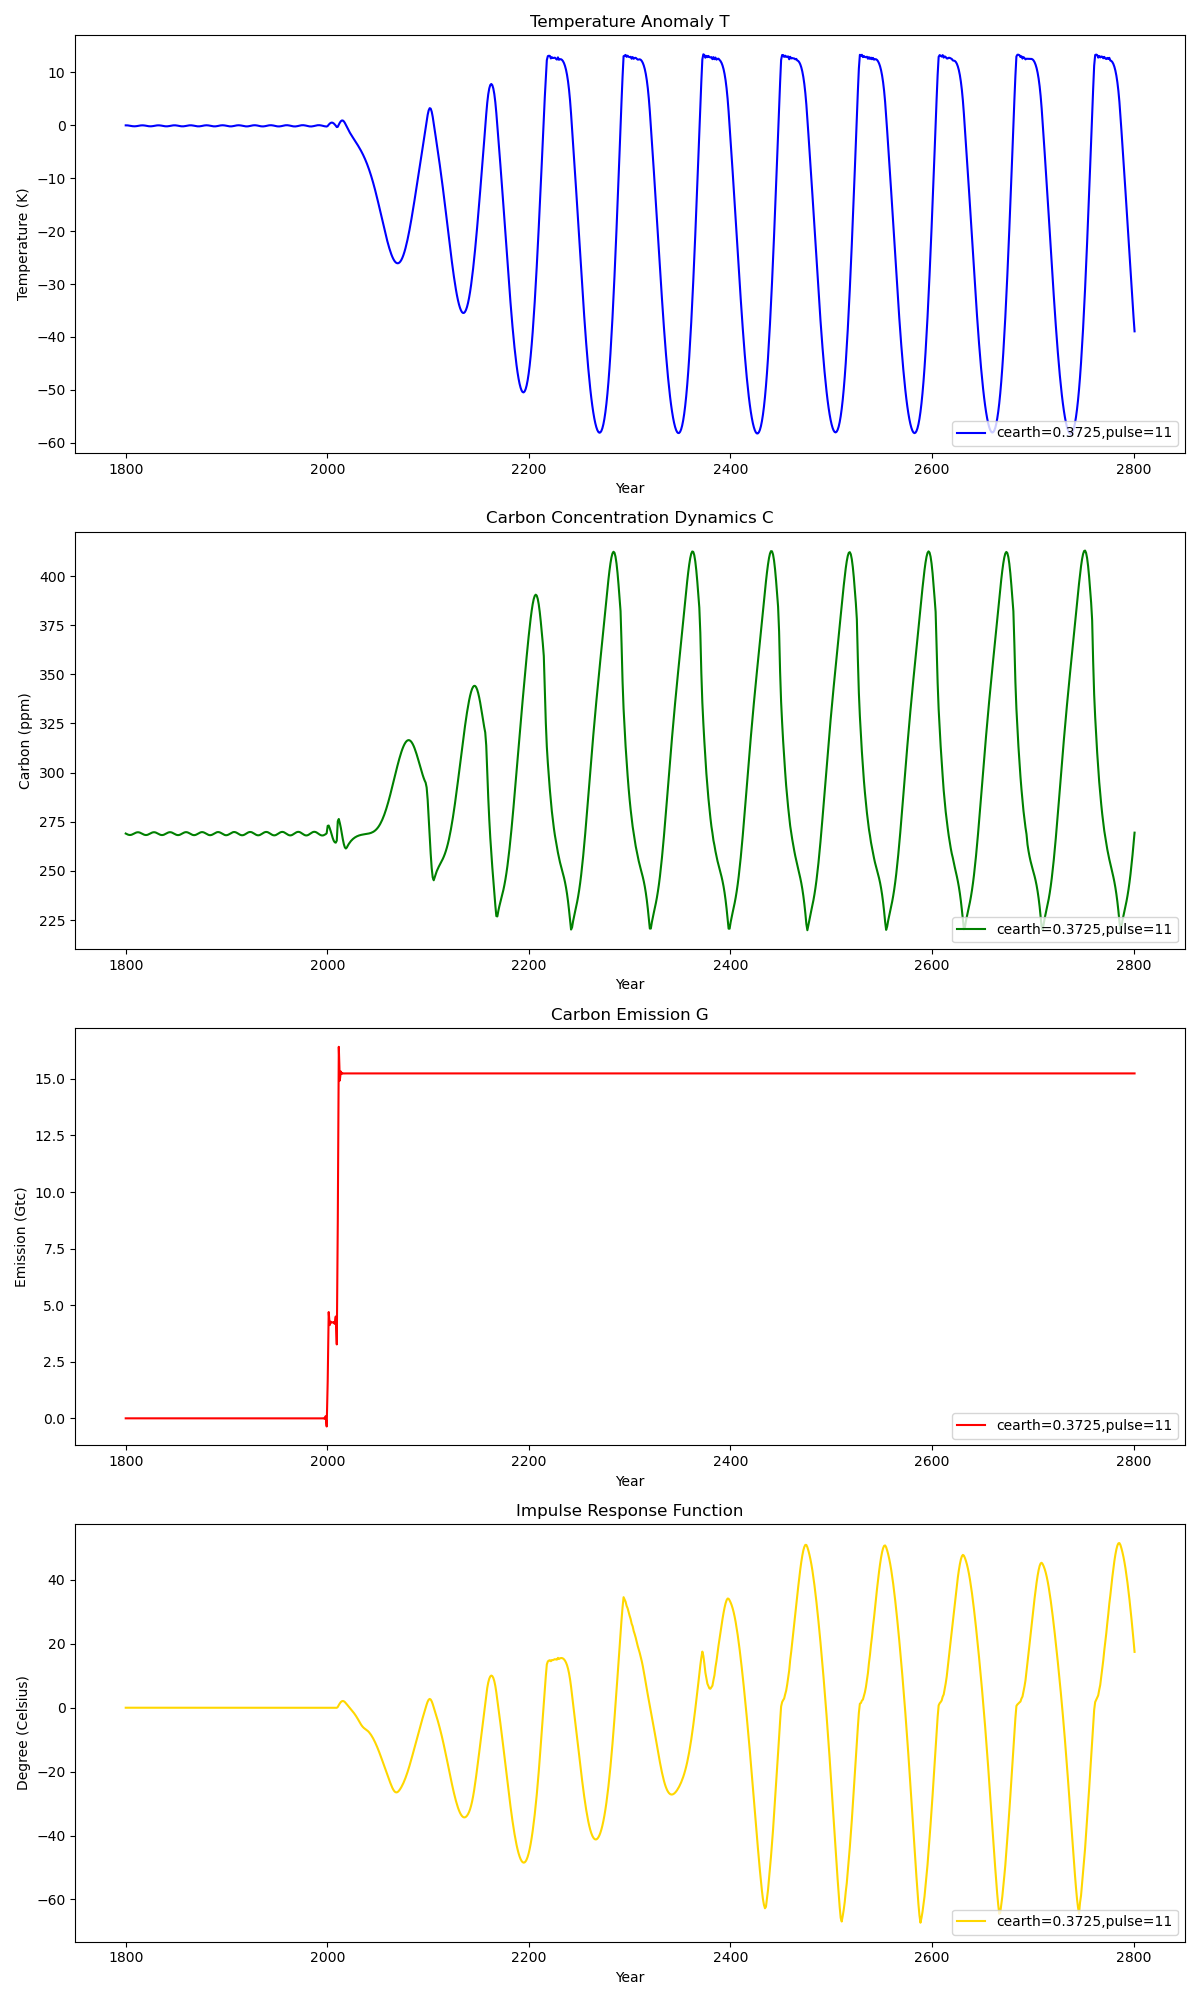 Temperature Anomaly T
Temperature (K)
10
0
−10
−20
−30
−40
−50
−60
cearth=0.3725,pulse=11
1800 2000 2200 2400 2600 2800
Year
Carbon Concentration Dynamics C
Carbon (ppm)
400
375
350
325
300
275
250
225
cearth=0.3725,pulse=11
1800 2000 2200 2400 2600 2800
Year
Carbon Emission G
Emission (Gtc)
15.0
12.5
10.0
7.5
5.0
2.5
0.0
cearth=0.3725,pulse=11
1800 2000 2200 2400 2600 2800
Year
Impulse Response Function
Degree (Celsius)
40
20
0
−20
−40
−60
cearth=0.3725,pulse=11
1800 2000 2200 2400 2600 2800
Year